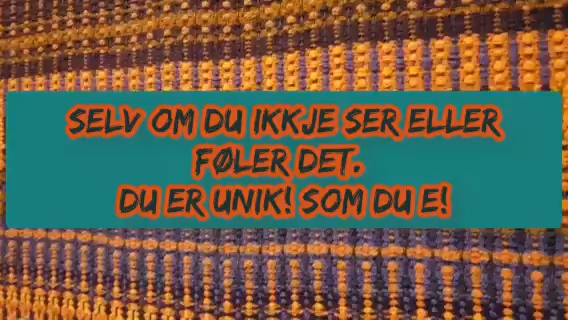 SELV OM DU IKKJE SER ELLER
FØLER DET.
DU ER UNIK! SOM DU E!